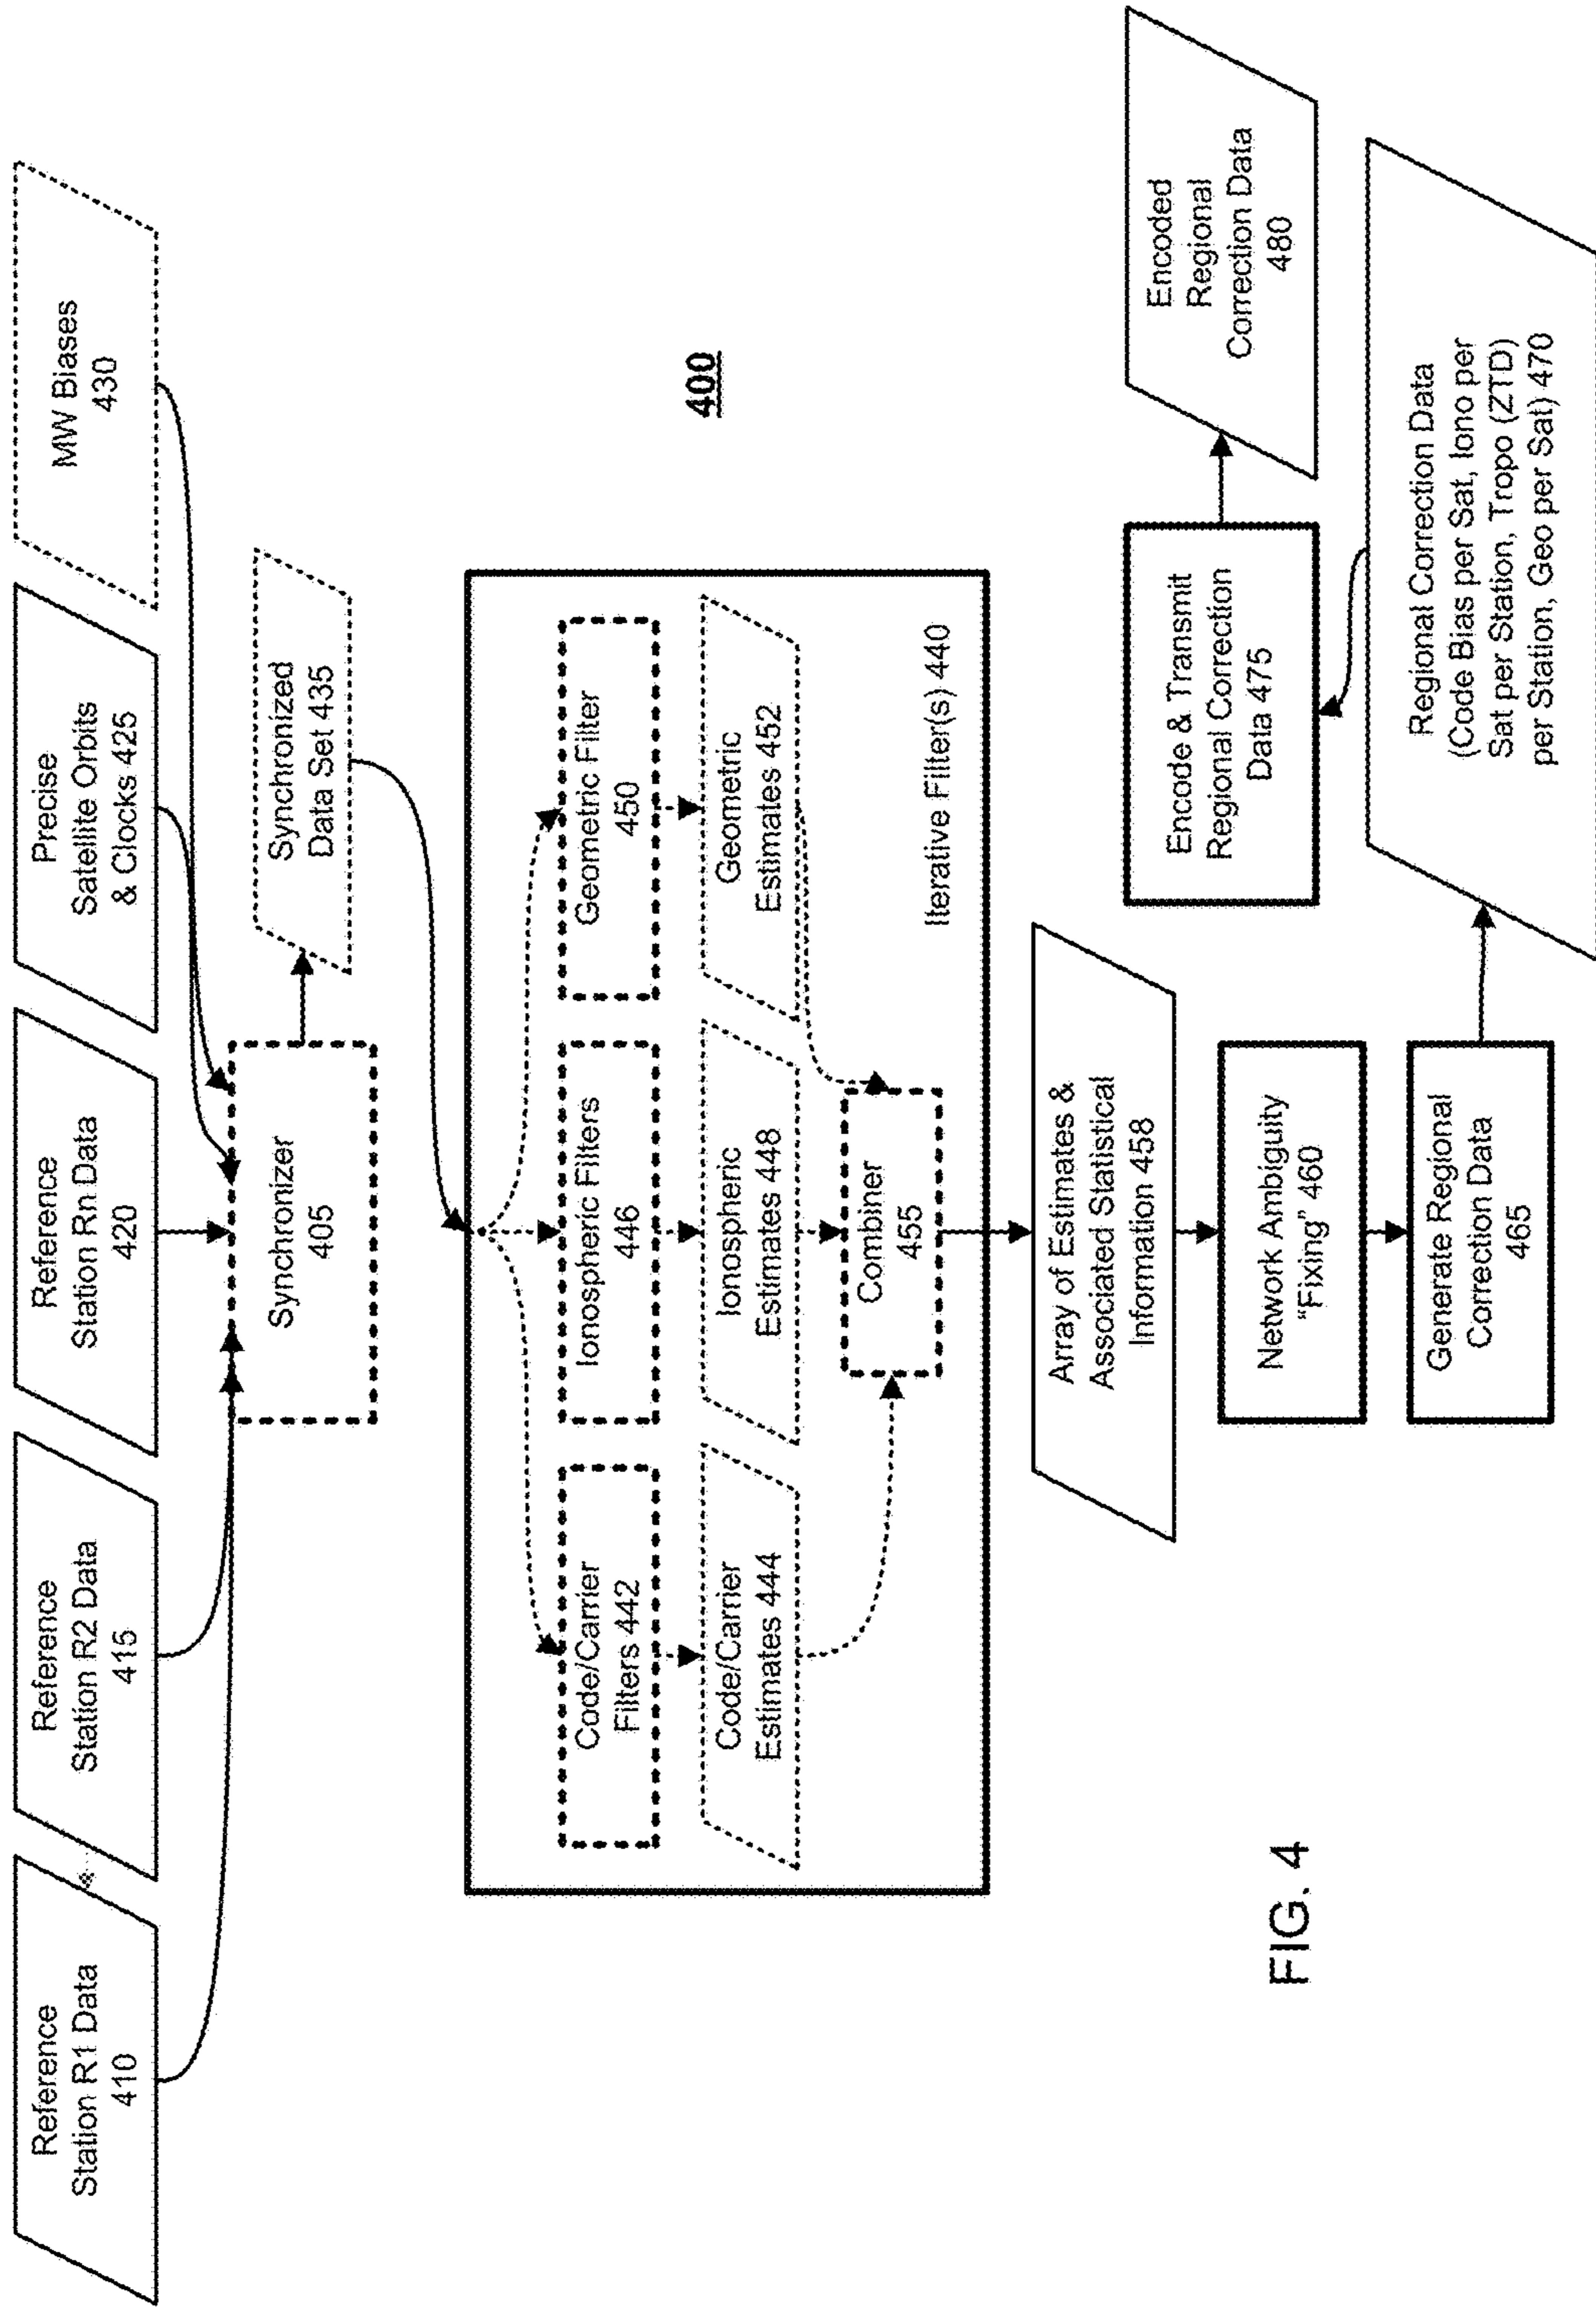 Reference
Station R1 Data
410
Reference
Station R2 Data
415
Reference
Station Rn Data
420
Precise
Satellite Orbits
& Clocks 425
MW Biases
430
Synchronizer
405
Synchronized
Data Set 435
Code/Carrier
Filters 442
Ionospheric Filters
446
Geometric Filter
450
Code/Carrier
Estimates 444
Ionospheric
Estimates 448
Geometric
Estimates 452
Combiner
455
Iterative Filter(s) 440
400
Array of Estimates &
Associated Statistical
Information 458
Network Ambiguity
“Fixing” 460
Generate Regional
Correction Data
465
Encode & Transmit
Regional Correction
Data 475
Encoded
Regional
Correction Data
480
Regional Correction Data
(Code Bias per Sat, Iono per
Sat per Station, Tropo (ZTD)
per Station, Geo per Sat) 470
FIG. 4